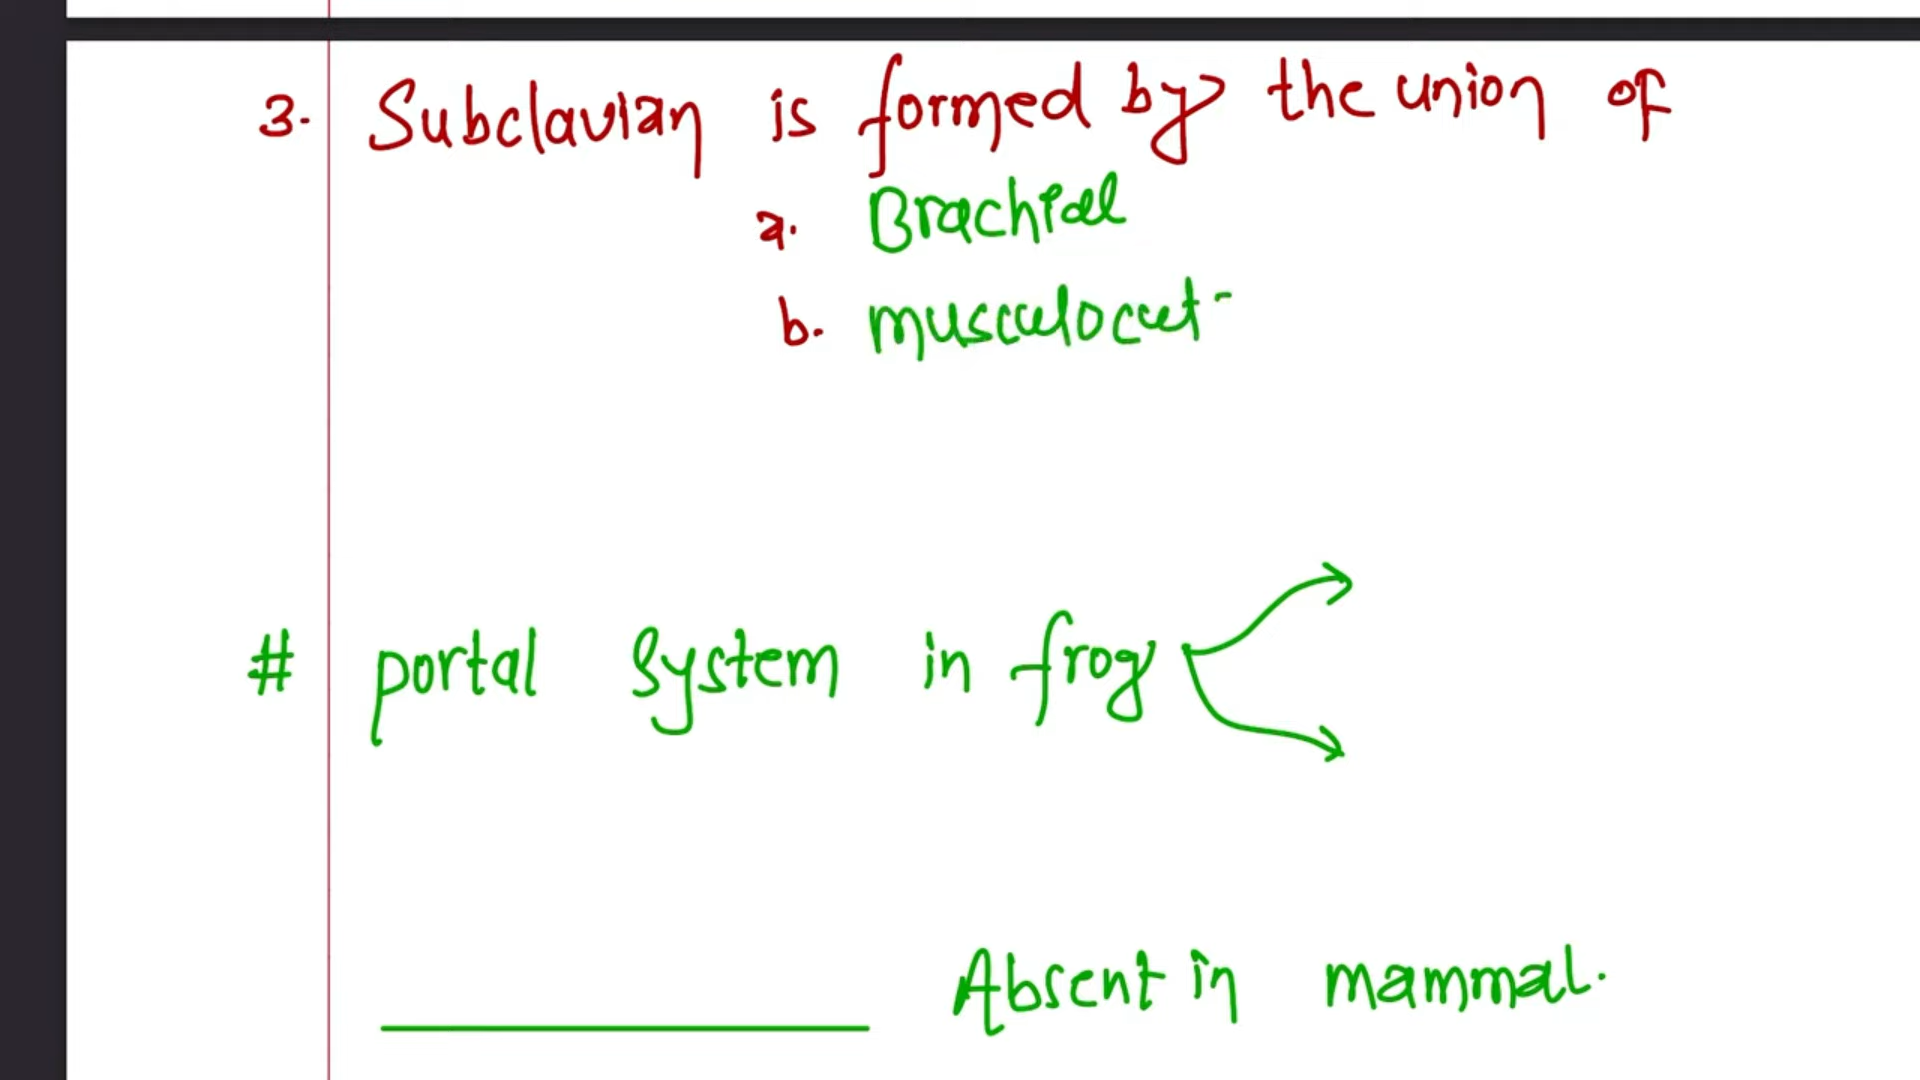 3. Subclavian is formed by the union of
a. Brachial
b. musculocut-
# portal system in frog
Absent in mammal.